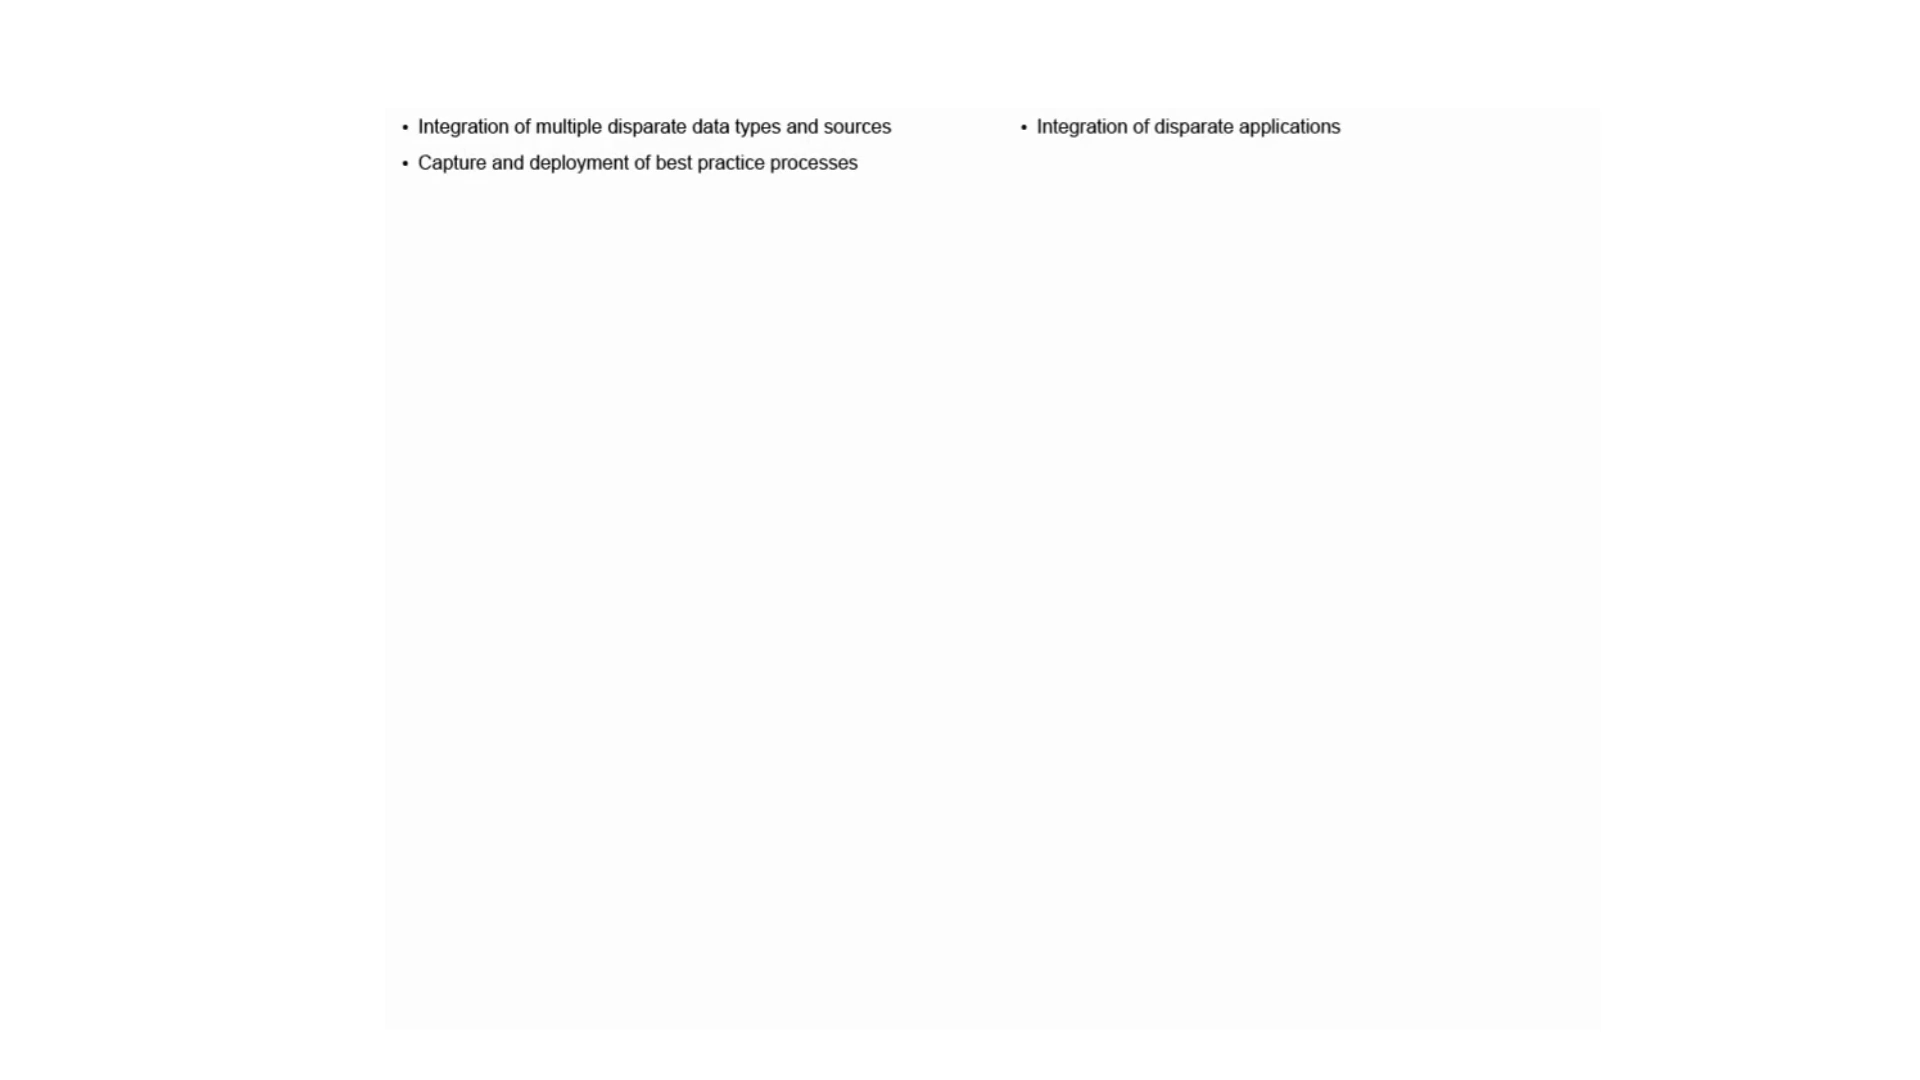 • Integration of multiple disparate data types and sources
• Capture and deployment of best practice processes
• Integration of disparate applications